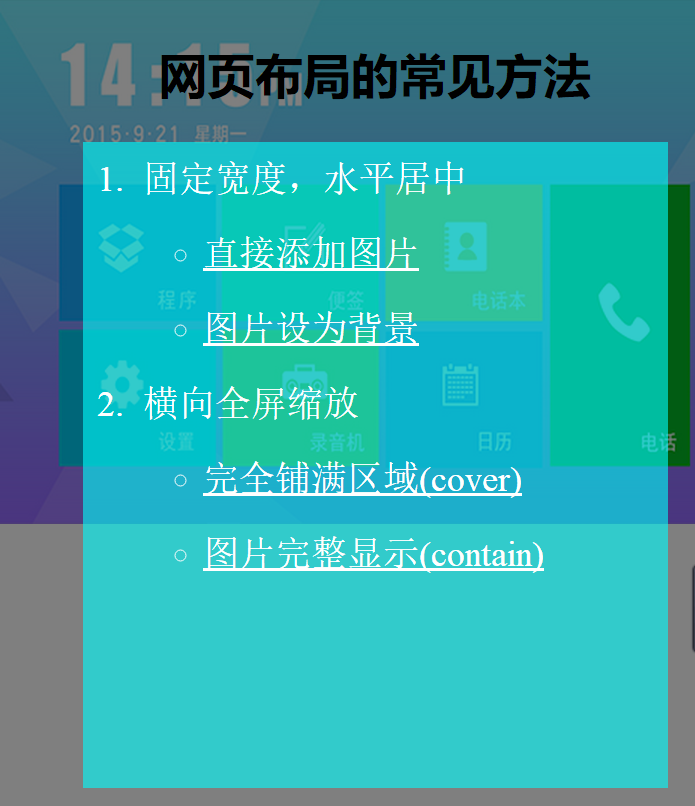 网页布局的常见方法
14:15PM
2015·9·21 星期一
1. 固定宽度，水平居中
直接添加图片
图片设为背景
2. 横向全屏缩放
完全铺满区域(cover)
图片完整显示(contain)
程序
便签
电话本
设置
录音机
日历
电话